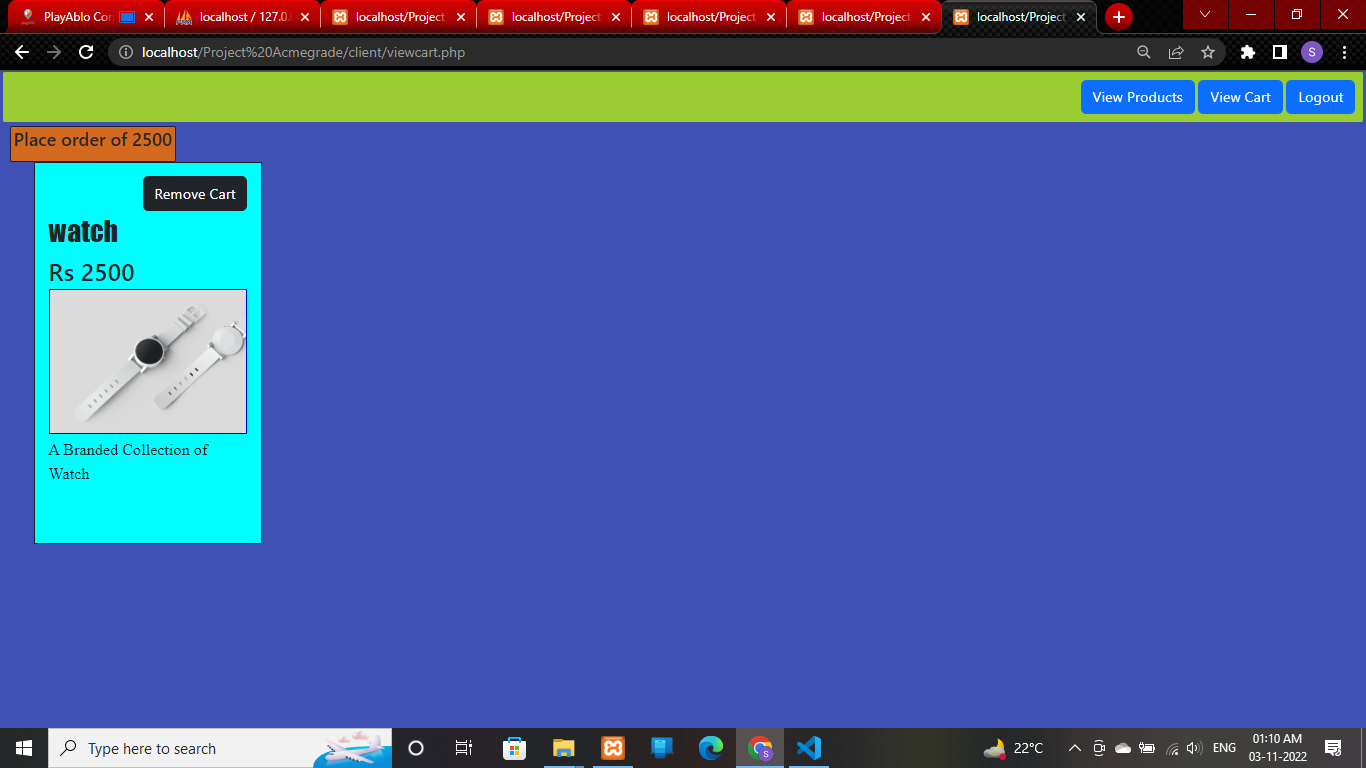 PlayAblo Cor
localhost / 127.0.
localhost/Project
localhost/Project
localhost/Project
localhost/Project
localhost/Project
localhost/Project%20Acmegrade/client/viewcart.php
S
View Products
View Cart
Logout
Place order of 2500
Remove Cart
watch
Rs 2500
A Branded Collection of
Watch
Type here to search
22°C
ENG
01:10 AM
03-11-2022